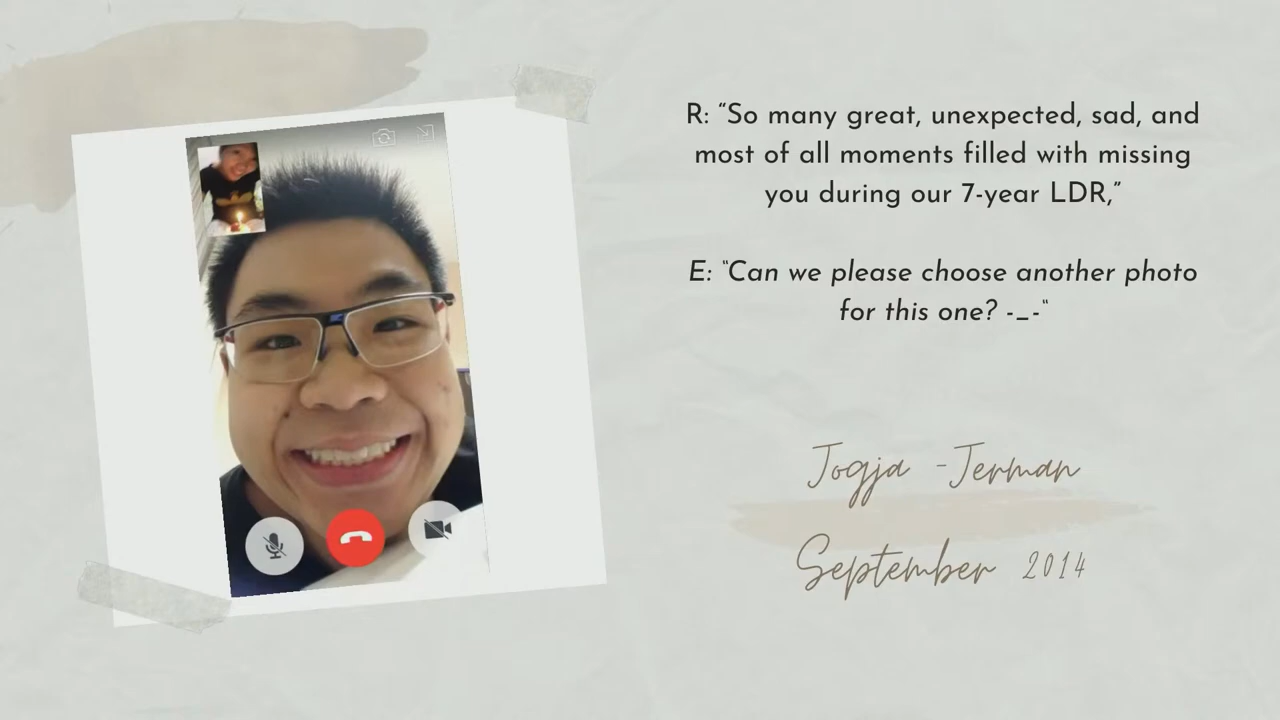 R: “So many great, unexpected, sad, and
most of all moments filled with missing
you during our 7-year LDR,”
E: “Can we please choose another photo
for this one? -_-“
Jogja -Jerman
September 2014